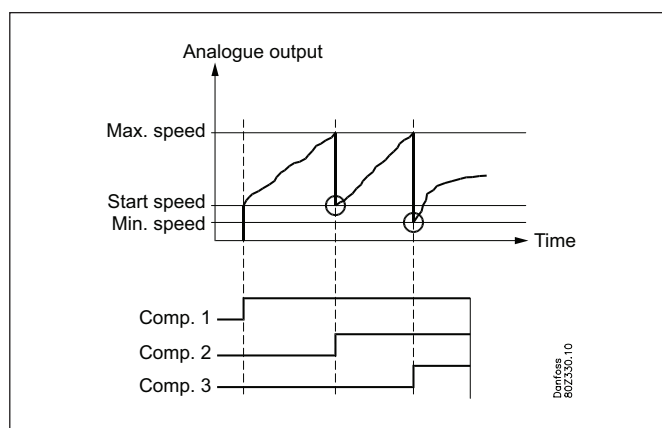 Analogue output
Max. speed
Start speed
Min. speed
Time
Comp. 1
Comp. 2
Comp. 3
Danfoss
80Z330.10